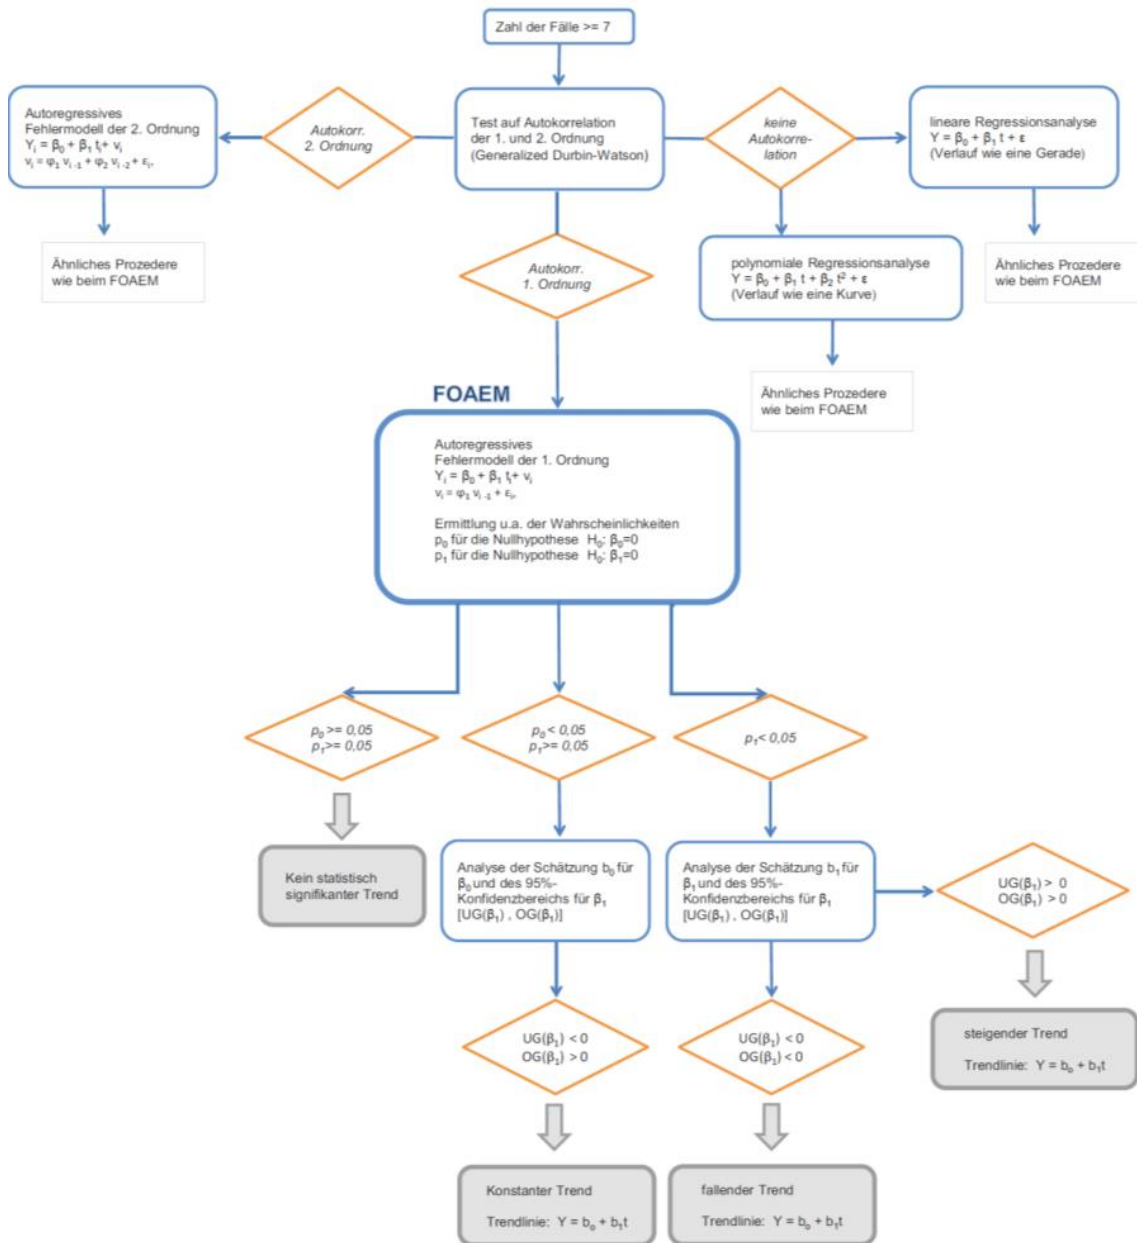 Zahl der Fälle >= 7
Autoregressives
Fehlermodell der 2. Ordnung
Yᵢ = β₀ + β₁ tᵢ+ vᵢ
vᵢ = φ₁ vᵢ₋₁ + φ₂ vᵢ₋₂ + εᵢ,
Autokorr.
2. Ordnung
Test auf Autokorrelation
der 1. und 2. Ordnung
(Generalized Durbin-Watson)
keine
Autokorre-
lation
lineare Regressionsanalyse
Y = β₀ + β₁ t + ε
(Verlauf wie eine Gerade)
Ähnliches Prozedere
wie beim FOAEM
Autokorr.
1. Ordnung
polynomiale Regressionsanalyse
Y = β₀ + β₁ t + β₂ t² + ε
(Verlauf wie eine Kurve)
Ähnliches Prozedere
wie beim FOAEM
Ähnliches Prozedere
wie beim FOAEM
FOAEM
Autoregressives
Fehlermodell der 1. Ordnung
Yᵢ = β₀ + β₁ tᵢ+ vᵢ
vᵢ = φ₁ vᵢ₋₁ + εᵢ,
Ermittlung u.a. der Wahrscheinlichkeiten
p₀ für die Nullhypothese H₀: β₀=0
p₁ für die Nullhypothese H₀: β₁=0
p₀ >= 0,05
p₁>= 0,05
p₀ < 0,05
p₁>= 0,05
p₁< 0,05
Kein statistisch
signifikanter Trend
Analyse der Schätzung b₀ für
β₀ und des 95%-
Konfidenzbereichs für β₁
[UG(β₁) , OG(β₁)]
Analyse der Schätzung b₁ für
β₁ und des 95%-
Konfidenzbereichs für β₁
[UG(β₁) , OG(β₁)]
UG(β₁) > 0
OG(β₁) > 0
UG(β₁) < 0
OG(β₁) > 0
UG(β₁) < 0
OG(β₁) < 0
steigender Trend
Trendlinie: Y = bₒ + b₁t
Konstanter Trend
Trendlinie: Y = bₒ + b₁t
fallender Trend
Trendlinie: Y = bₒ + b₁t